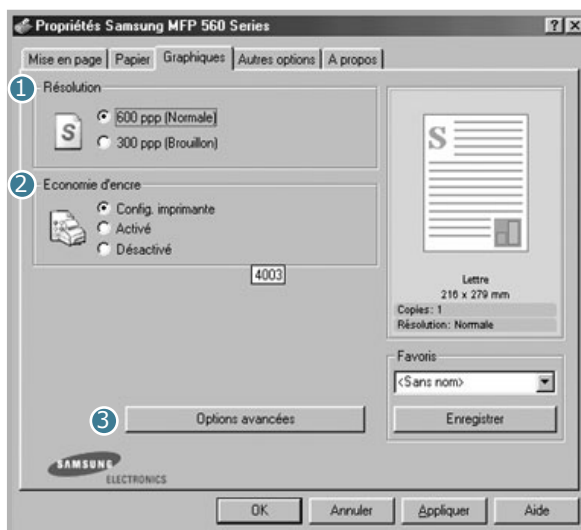 Propriétés Samsung MFP 560 Series
Mise en page Papier Graphiques Autres options A propos
1 Résolution
S
600 ppp (Normale)
300 ppp (Brouillon)
2 Economie d'encre
Config. imprimante
Activé
Désactivé
4003
S
Lettre
216 x 279 mm
Copies: 1
Résolution: Normale
Favoris
<Sans nom>
3 Options avancées
Enregistrer
SAMSUNG
ELECTRONICS
OK Annuler Appliquer Aide